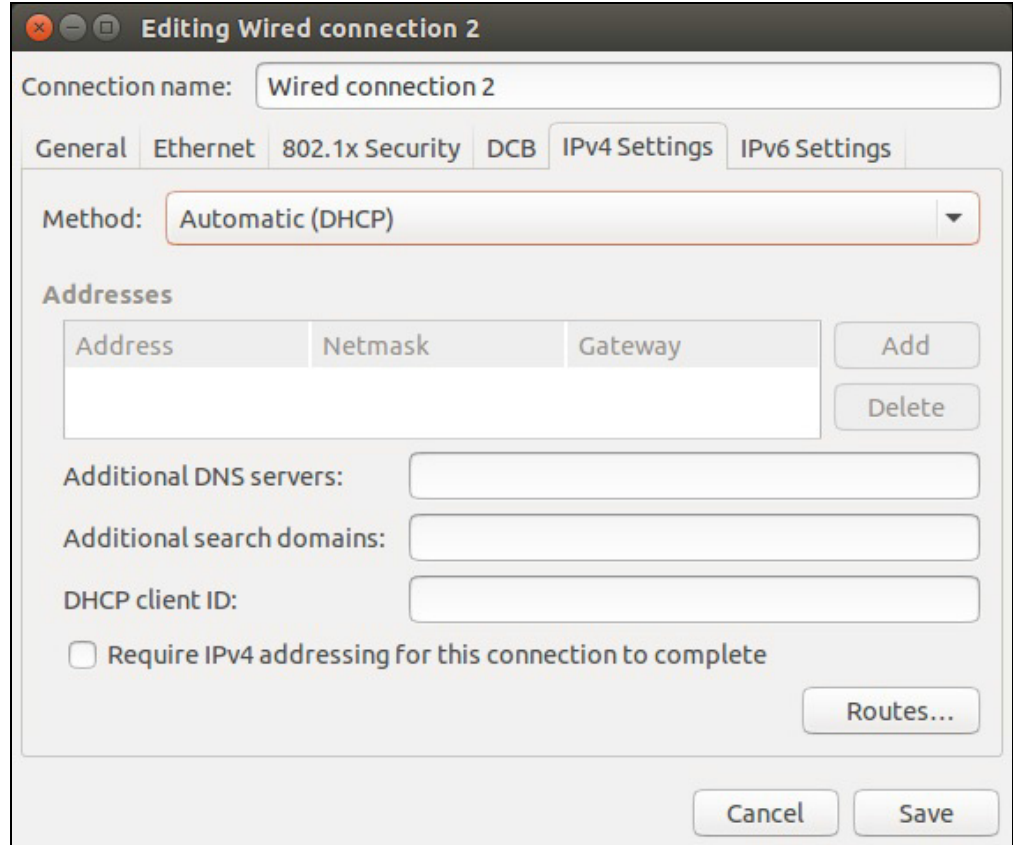 Editing Wired connection 2
Connection name: Wired connection 2
General Ethernet 802.1x Security DCB IPv4 Settings IPv6 Settings
Method: Automatic (DHCP)
Addresses
Address Netmask Gateway Add
Delete
Additional DNS servers:
Additional search domains:
DHCP client ID:
Require IPv4 addressing for this connection to complete
Routes...
Cancel Save